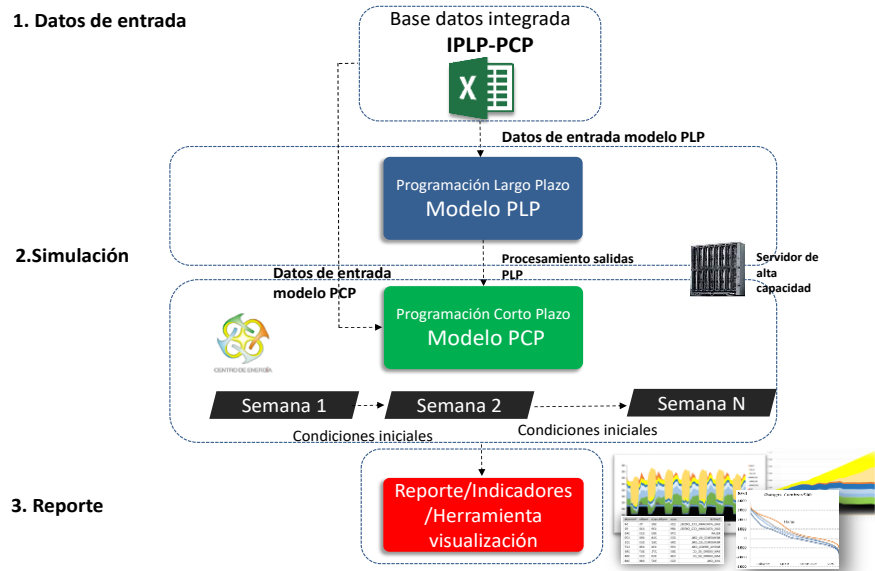 1. Datos de entrada
Base datos integrada
IPLP-PCP
X
Datos de entrada modelo PLP
Programación Largo Plazo
Modelo PLP
2.Simulación
Procesamiento salidas
PLP
Servidor de
alta
capacidad
Datos de entrada
modelo PCP
Programación Corto Plazo
Modelo PCP
CENTRO DE ENERGÍA
Semana 1
Semana 2
Semana N
Condiciones iniciales
Condiciones iniciales
3. Reporte
Reporte/Indicadores
/Herramienta
visualización